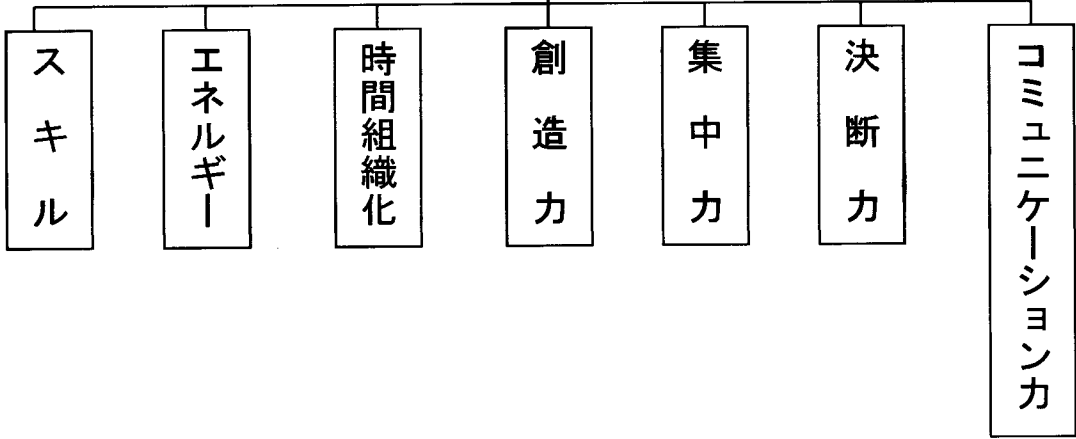 スキル
エネルギー
時間組織化
創造力
集中力
決断力
コミュニケーション力